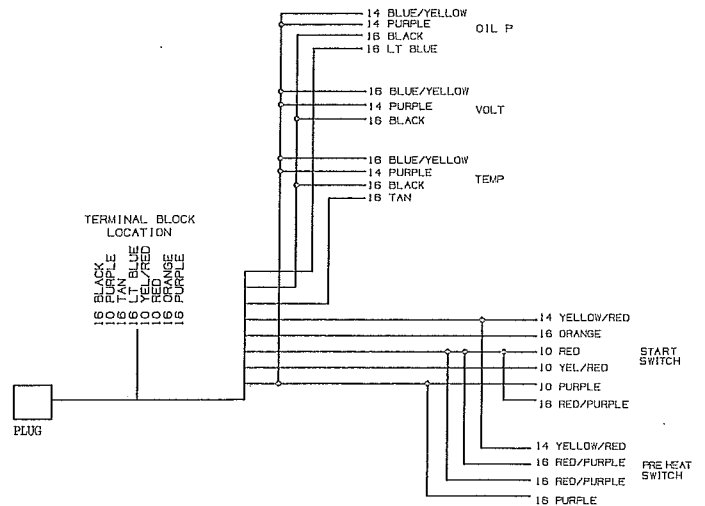 14 BLUE/YELLOW
14 PURPLE
16 BLACK
16 LT BLUE
OIL P
16 BLUE/YELLOW
14 PURPLE
16 BLACK
VOLT
16 BLUE/YELLOW
14 PURPLE
16 BLACK
16 TAN
TEMP
TERMINAL BLOCK
LOCATION
16 BLACK
10 PURPLE
16 TAN
16 LT BLUE
10 YEL/RED
10 RED
16 ORANGE
16 PURPLE
14 YELLOW/RED
16 ORANGE
10 RED
10 YEL/RED
10 PURPLE
16 RED/PURPLE
START
SWITCH
14 YELLOW/RED
16 RED/PURPLE
16 RED/PURPLE
16 PURPLE
PRE HEAT
SWITCH
PLUG